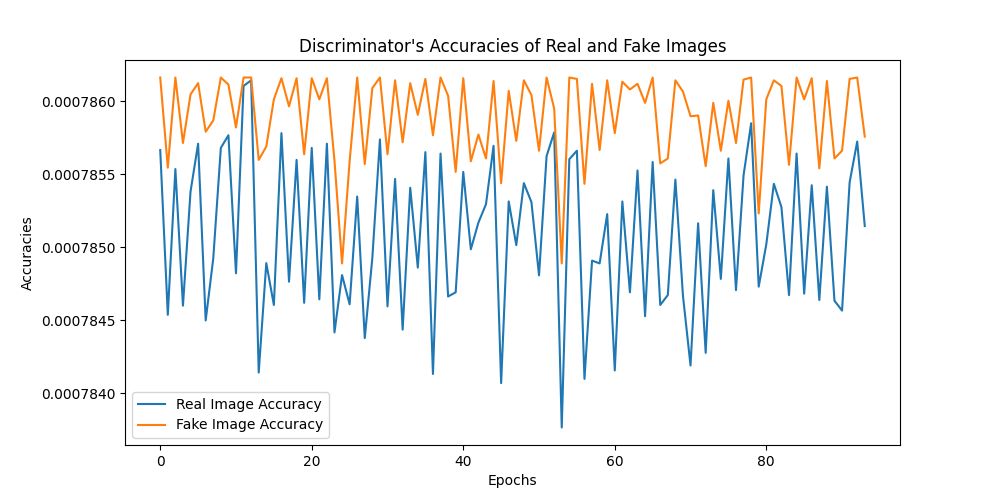 Discriminator's Accuracies of Real and Fake Images
0.0007860
0.0007855
0.0007850
0.0007845
0.0007840
Accuracies
Real Image Accuracy
Fake Image Accuracy
0 20 40 60 80
Epochs